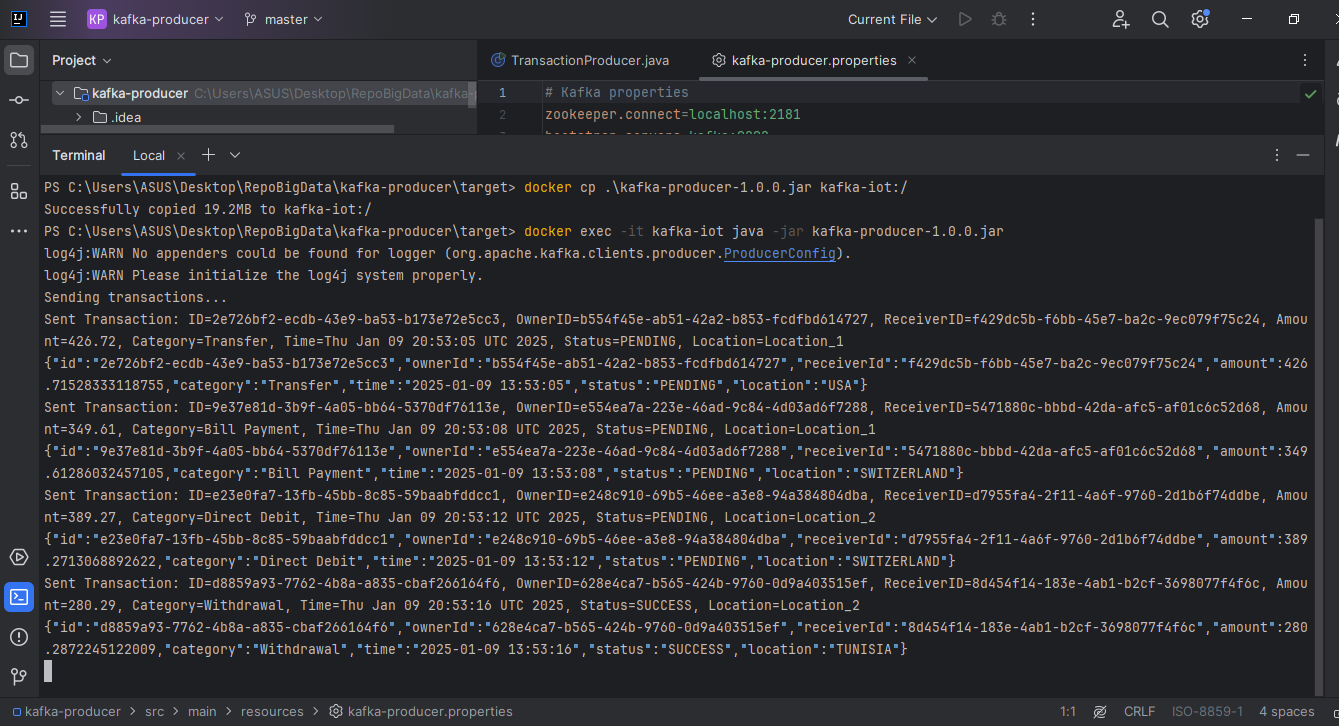 KP kafka-producer master Current File
Project
TransactionProducer.java kafka-producer.properties
kafka-producer C:\Users\ASUS\Desktop\RepoBigData\kafka-
.idea
1 # Kafka properties
2 zookeeper.connect=localhost:2181
Terminal Local
PS C:\Users\ASUS\Desktop\RepoBigData\kafka-producer\target> docker cp .\kafka-producer-1.0.0.jar kafka-iot:/
Successfully copied 19.2MB to kafka-iot:/
PS C:\Users\ASUS\Desktop\RepoBigData\kafka-producer\target> docker exec -it kafka-iot java -jar kafka-producer-1.0.0.jar
log4j:WARN No appenders could be found for logger (org.apache.kafka.clients.producer.ProducerConfig).
log4j:WARN Please initialize the log4j system properly.
Sending transactions...
Sent Transaction: ID=2e726bf2-ecdb-43e9-ba53-b173e72e5cc3, OwnerID=b554f45e-ab51-42a2-b853-fcdfbd614727, ReceiverID=f429dc5b-f6bb-45e7-ba2c-9ec079f75c24, Amou
nt=426.72, Category=Transfer, Time=Thu Jan 09 20:53:05 UTC 2025, Status=PENDING, Location=Location_1
{"id":"2e726bf2-ecdb-43e9-ba53-b173e72e5cc3","ownerId":"b554f45e-ab51-42a2-b853-fcdfbd614727","receiverId":"f429dc5b-f6bb-45e7-ba2c-9ec079f75c24","amount":426
.71528333118755,"category":"Transfer","time":"2025-01-09 13:53:05","status":"PENDING","location":"USA"}
Sent Transaction: ID=9e37e81d-3b9f-4a05-bb64-5370df76113e, OwnerID=e554ea7a-223e-46ad-9c84-4d03ad6f7288, ReceiverID=5471880c-bbbd-42da-afc5-af01c6c52d68, Amou
nt=349.61, Category=Bill Payment, Time=Thu Jan 09 20:53:08 UTC 2025, Status=PENDING, Location=Location_1
{"id":"9e37e81d-3b9f-4a05-bb64-5370df76113e","ownerId":"e554ea7a-223e-46ad-9c84-4d03ad6f7288","receiverId":"5471880c-bbbd-42da-afc5-af01c6c52d68","amount":349
.61286032457105,"category":"Bill Payment","time":"2025-01-09 13:53:08","status":"PENDING","location":"SWITZERLAND"}
Sent Transaction: ID=e23e0fa7-13fb-45bb-8c85-59baabfddcc1, OwnerID=e248c910-69b5-46ee-a3e8-94a384804dba, ReceiverID=d7955fa4-2f11-4a6f-9760-2d1b6f74ddbe, Amou
nt=389.27, Category=Direct Debit, Time=Thu Jan 09 20:53:12 UTC 2025, Status=PENDING, Location=Location_2
{"id":"e23e0fa7-13fb-45bb-8c85-59baabfddcc1","ownerId":"e248c910-69b5-46ee-a3e8-94a384804dba","receiverId":"d7955fa4-2f11-4a6f-9760-2d1b6f74ddbe","amount":389
.2713068892622,"category":"Direct Debit","time":"2025-01-09 13:53:12","status":"PENDING","location":"SWITZERLAND"}
Sent Transaction: ID=d8859a93-7762-4b8a-a835-cbaf266164f6, OwnerID=628e4ca7-b565-424b-9760-0d9a403515ef, ReceiverID=8d454f14-183e-4ab1-b2cf-3698077f4f6c, Amou
nt=280.29, Category=Withdrawal, Time=Thu Jan 09 20:53:16 UTC 2025, Status=SUCCESS, Location=Location_2
{"id":"d8859a93-7762-4b8a-a835-cbaf266164f6","ownerId":"628e4ca7-b565-424b-9760-0d9a403515ef","receiverId":"8d454f14-183e-4ab1-b2cf-3698077f4f6c","amount":280
.2872245122009,"category":"Withdrawal","time":"2025-01-09 13:53:16","status":"SUCCESS","location":"TUNISIA"}
kafka-producer > src > main > resources > kafka-producer.properties 1:1 CRLF ISO-8859-1 4 spaces